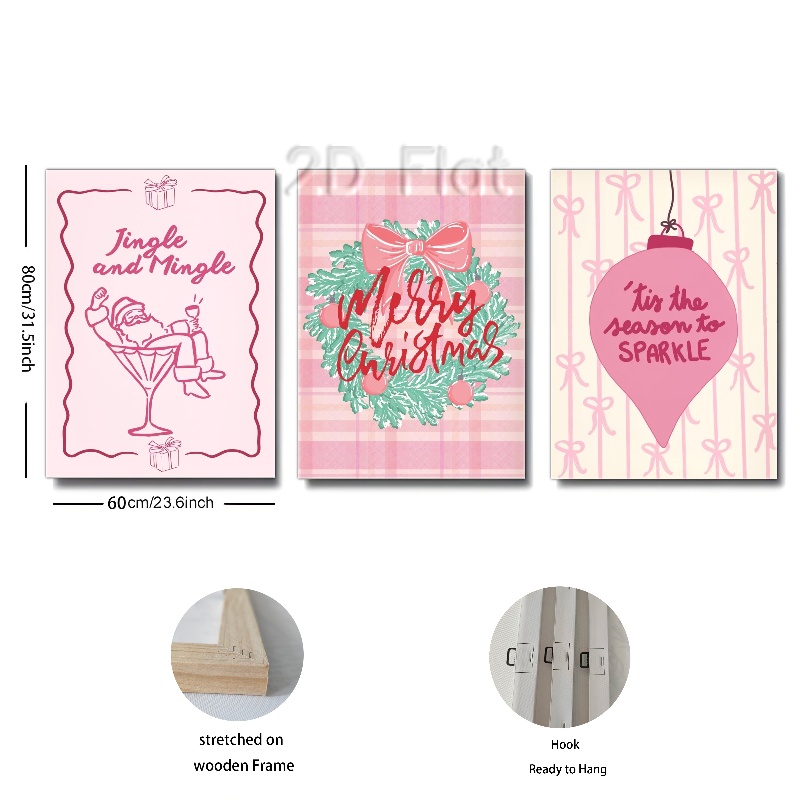 2D Flat
Jingle
and Mingle
Merry
Christmas
'tis the
season to
SPARKLE
80cm/31.5inch
60cm/23.6inch
stretched on
wooden Frame
Hook
Ready to Hang